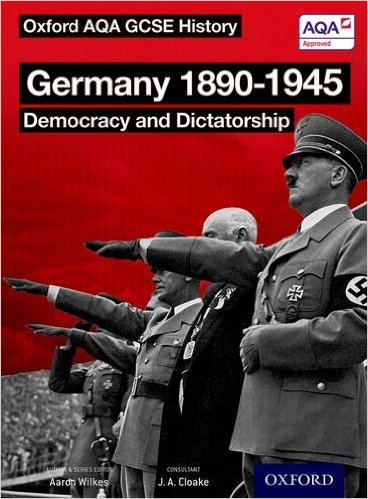 Oxford AQA GCSE History
AQA
Approved
Germany 1890-1945
Democracy and Dictatorship
AUTHOR & SERIES EDITOR
Aaron Wilkes
CONSULTANT
J. A. Cloake
OXFORD